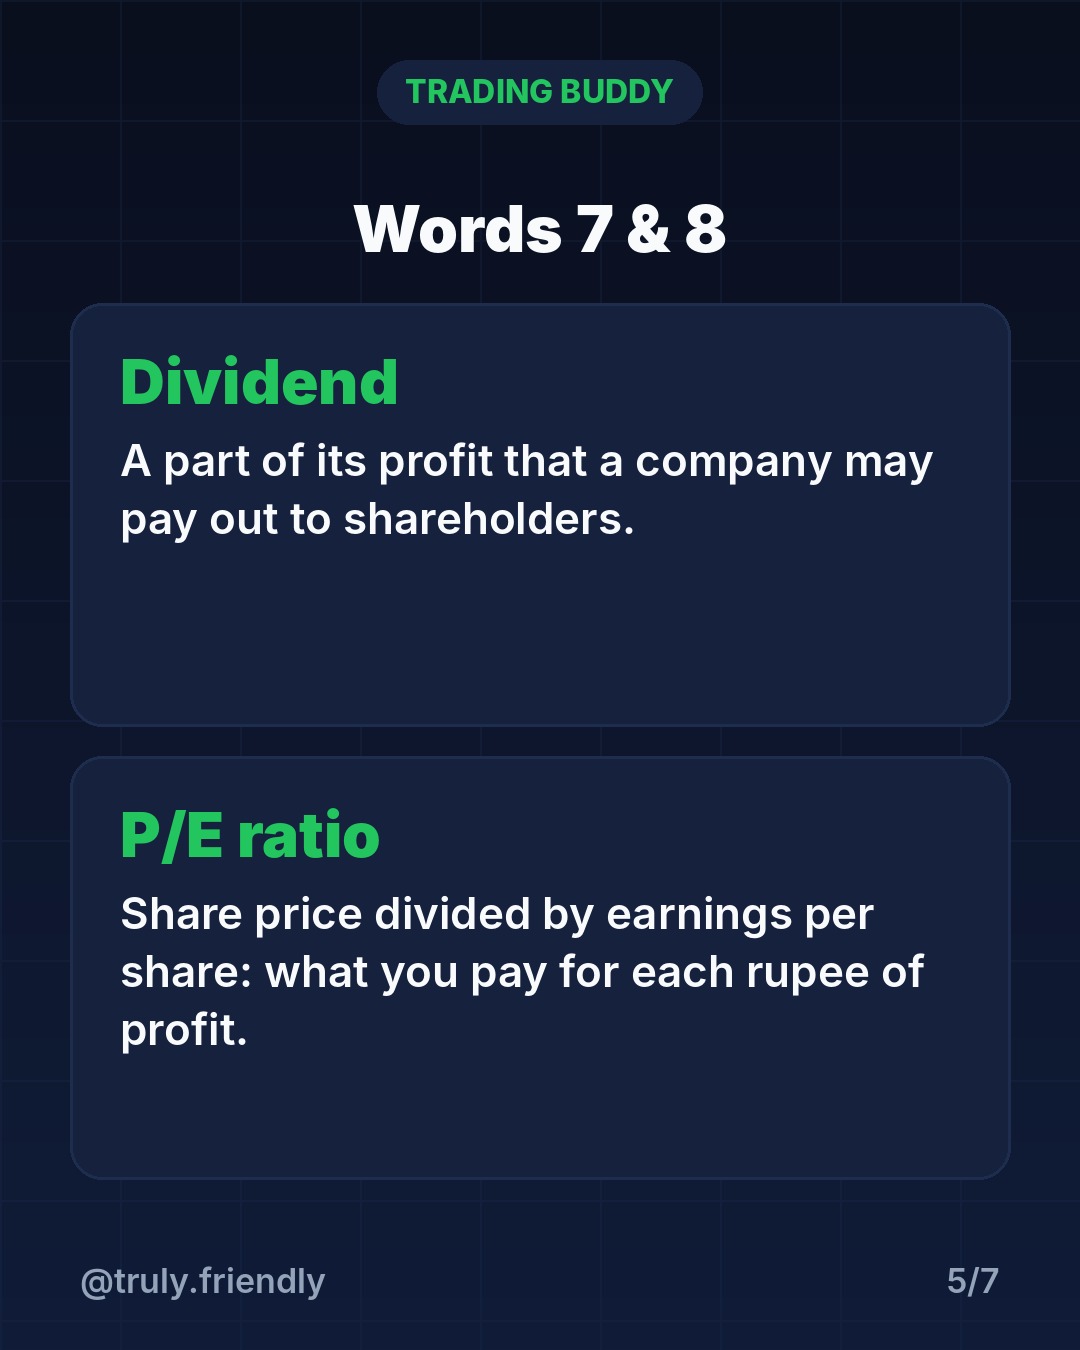 TRADING BUDDY
Words 7 & 8
Dividend
A part of its profit that a company may
pay out to shareholders.
P/E ratio
Share price divided by earnings per
share: what you pay for each rupee of
profit.
@truly.friendly
5/7